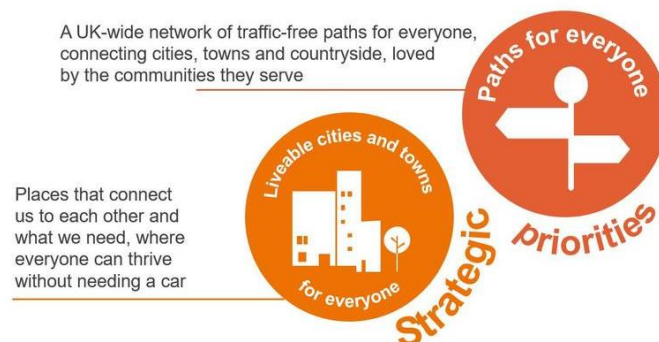 A UK-wide network of traffic-free paths for everyone,
connecting cities, towns and countryside, loved
by the communities they serve
Paths for everyone
Liveable cities and towns
for everyone
Places that connect
us to each other and
what we need, where
everyone can thrive
without needing a car
Strategic
priorities